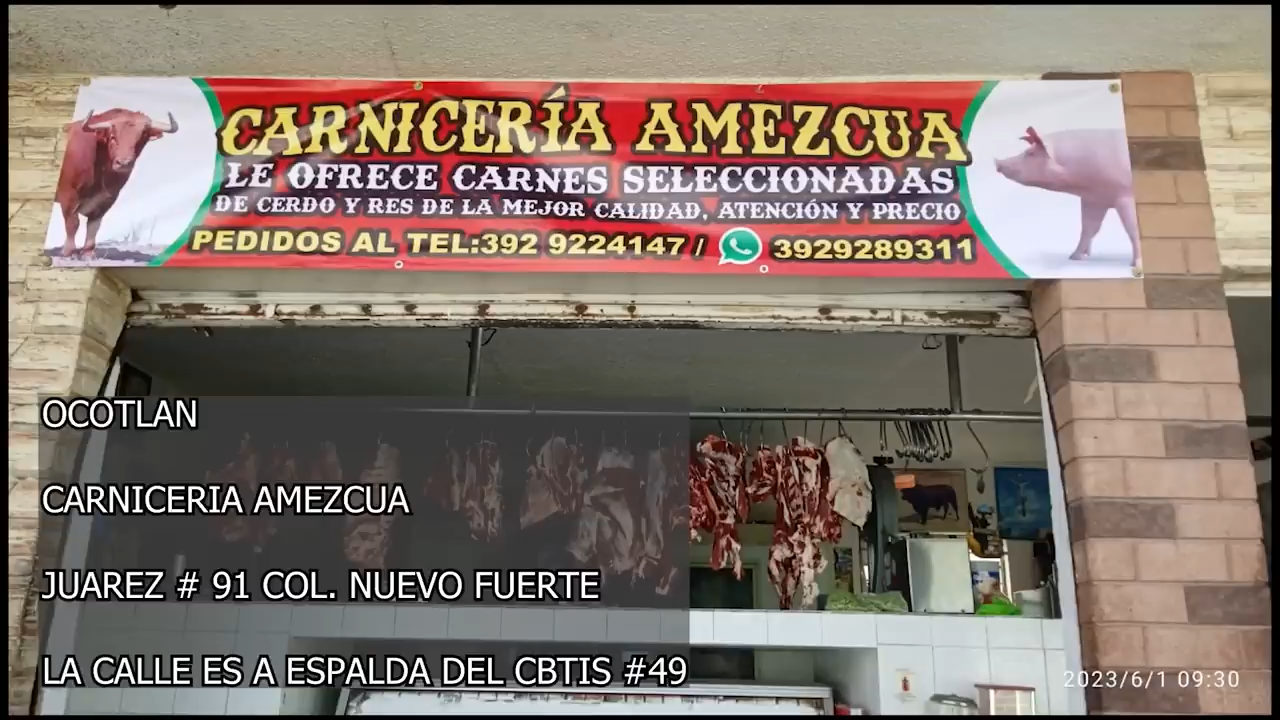 CARNICERÍA AMEZCUA
LE OFRECE CARNES SELECCIONADAS
DE CERDO Y RES DE LA MEJOR CALIDAD, ATENCIÓN Y PRECIO
PEDIDOS AL TEL:392 9224147 / 3929289311
OCOTLAN
CARNICERIA AMEZCUA
JUAREZ # 91 COL. NUEVO FUERTE
LA CALLE ES A ESPALDA DEL CBTIS #49
2023/6/1 09:30